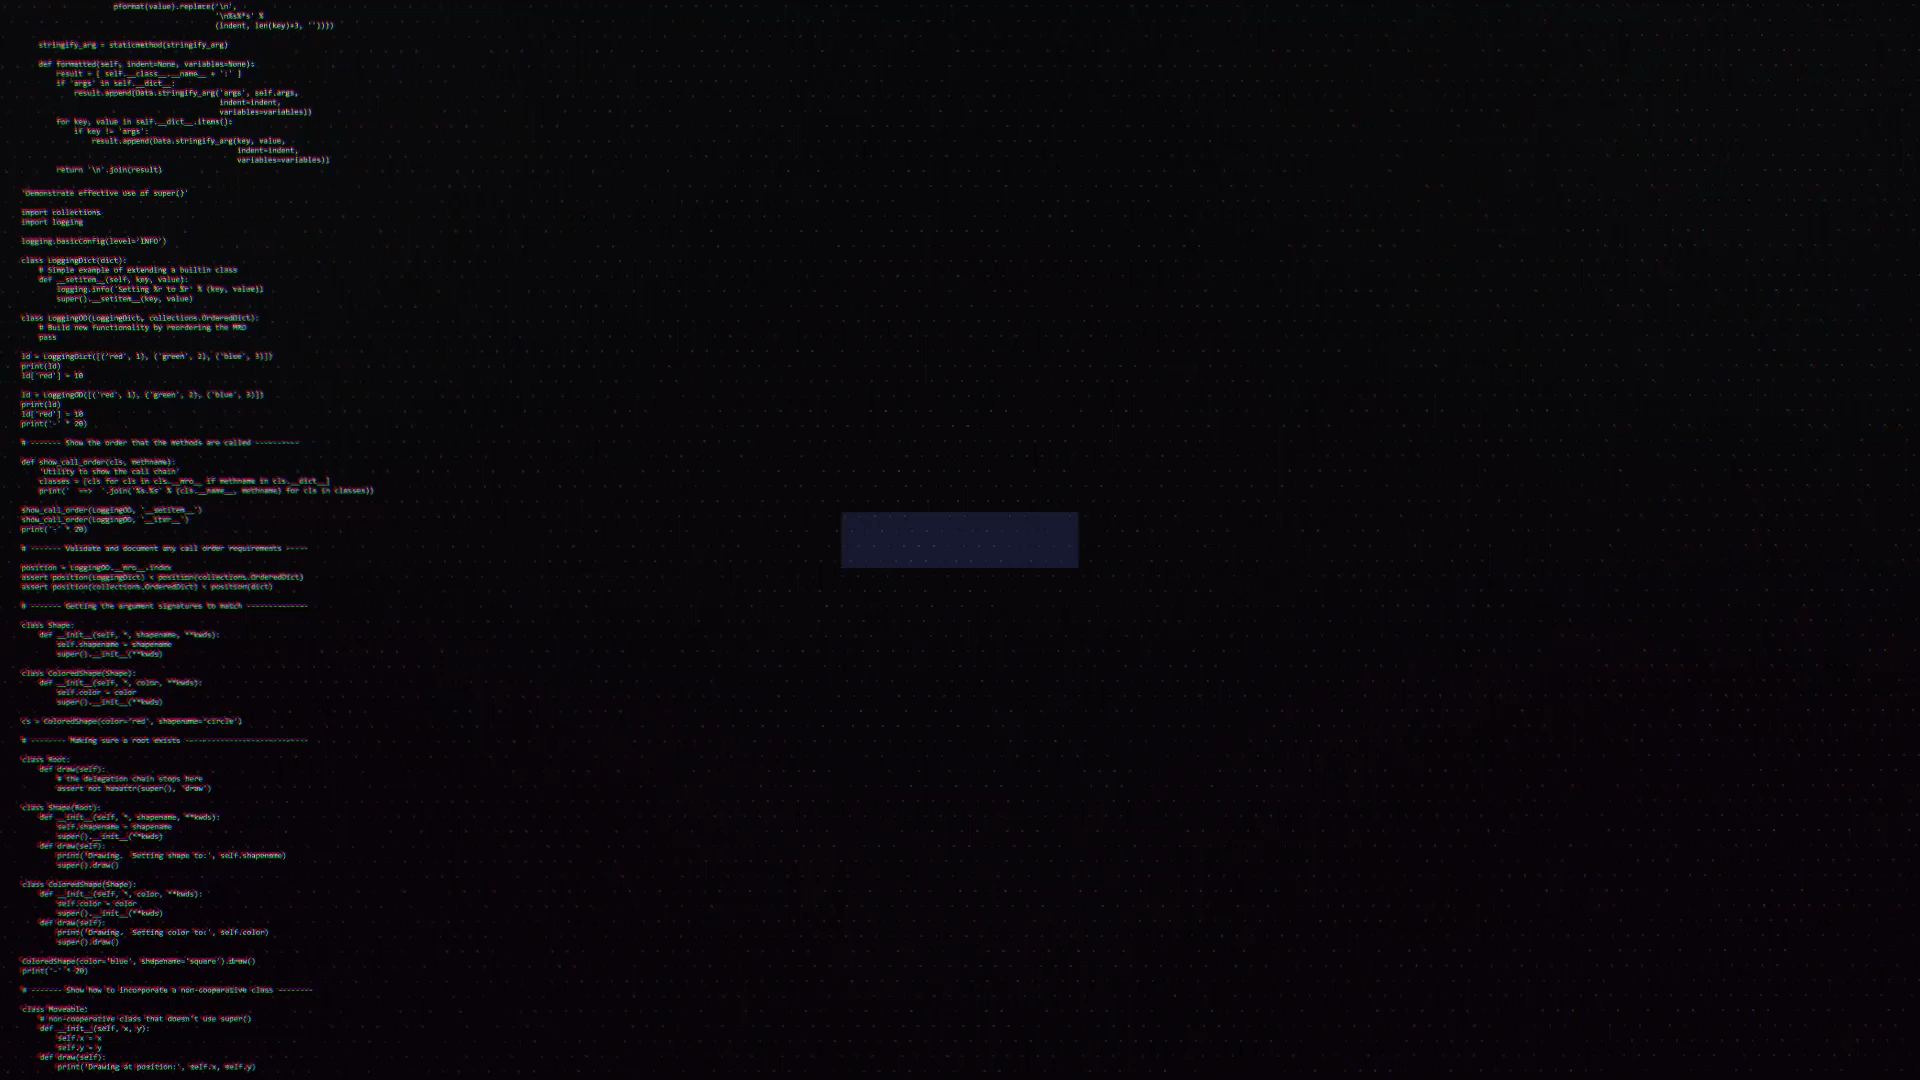 pformat(value).replace('\n',
'\n%s%*s' %
(indent, len(key)+3, ''))))
stringify_arg = staticmethod(stringify_arg)
def formatted(self, indent=None, variables=None):
result = [ self.__class__.__name__ + ':' ]
if 'args' in self.__dict__:
result.append(Data.stringify_arg('args', self.args,
indent=indent,
variables=variables))
for key, value in self.__dict__.items():
if key != 'args':
result.append(Data.stringify_arg(key, value,
indent=indent,
variables=variables))
return '\n'.join(result)
'Demonstrate effective use of super()'
import collections
import logging
logging.basicConfig(level='INFO')
class LoggingDict(dict):
# Simple example of extending a builtin class
def __setitem__(self, key, value):
logging.info('Setting %r to %r' % (key, value))
super().__setitem__(key, value)
class LoggingOD(LoggingDict, collections.OrderedDict):
# Build new functionality by reordering the MRO
pass
ld = LoggingDict([('red', 1), ('green', 2), ('blue', 3)])
print(ld)
ld['red'] = 10
ld = LoggingOD([('red', 1), ('green', 2), ('blue', 3)])
print(ld)
ld['red'] = 10
print('-' * 20)
# ------- Show the order that the methods are called ----------
def show_call_order(cls, methname):
'Utility to show the call chain'
classes = [cls for cls in cls.__mro__ if methname in cls.__dict__]
print('  ==>  '.join('%s.%s' % (cls.__name__, methname) for cls in classes))
show_call_order(LoggingOD, '__setitem__')
show_call_order(LoggingOD, '__iter__')
print('-' * 20)
# ------- Validate and document any call order requirements -----
position = LoggingOD.__mro__.index
assert position(LoggingDict) < position(collections.OrderedDict)
assert position(collections.OrderedDict) < position(dict)
# ------- Getting the argument signatures to match --------------
class Shape:
def __init__(self, *, shapename, **kwds):
self.shapename = shapename
super().__init__(**kwds)
class ColoredShape(Shape):
def __init__(self, *, color, **kwds):
self.color = color
super().__init__(**kwds)
cs = ColoredShape(color='red', shapename='circle')
# -------- Making sure a root exists ----------------------------
class Root:
def draw(self):
# the delegation chain stops here
assert not hasattr(super(), 'draw')
class Shape(Root):
def __init__(self, *, shapename, **kwds):
self.shapename = shapename
super().__init__(**kwds)
def draw(self):
print('Drawing.  Setting shape to:', self.shapename)
super().draw()
class ColoredShape(Shape):
def __init__(self, *, color, **kwds):
self.color = color
super().__init__(**kwds)
def draw(self):
print('Drawing.  Setting color to:', self.color)
super().draw()
ColoredShape(color='blue', shapename='square').draw()
print('-' * 20)
# ------- Show how to incorporate a non-cooperative class --------
class Moveable:
# non-cooperative class that doesn't use super()
def __init__(self, x, y):
self.x = x
self.y = y
def draw(self):
print('Drawing at position:', self.x, self.y)